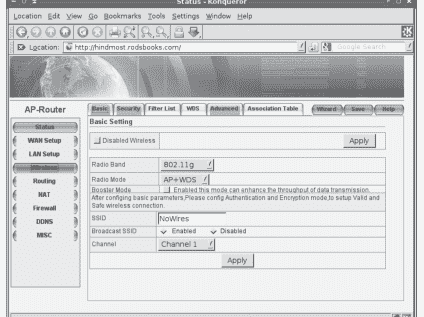 Status - Konqueror
Location Edit View Go Bookmarks Tools Settings Window Help
Location: http://hindmost.rodsbooks.com/ Google Search
AP-Router
Basic Security Filter List WDS Advanced Association Table Wizard Save Help
Status
Basic Setting
WAN Setup
Disabled Wireless Apply
LAN Setup
Wireless
Radio Band 802.11g
Routing
Radio Mode AP+WDS
NAT
Booster Mode Enabled this mode can enhance the throughput of data transmission.
Firewall
After configing basic parameters,Please config Authentication and Encryption mode,to setup Valid and
Safe wireless connection.
DDNS
SSID NoWires
MISC
Broadcast SSID Enabled Disabled
Channel Channel 1
Apply